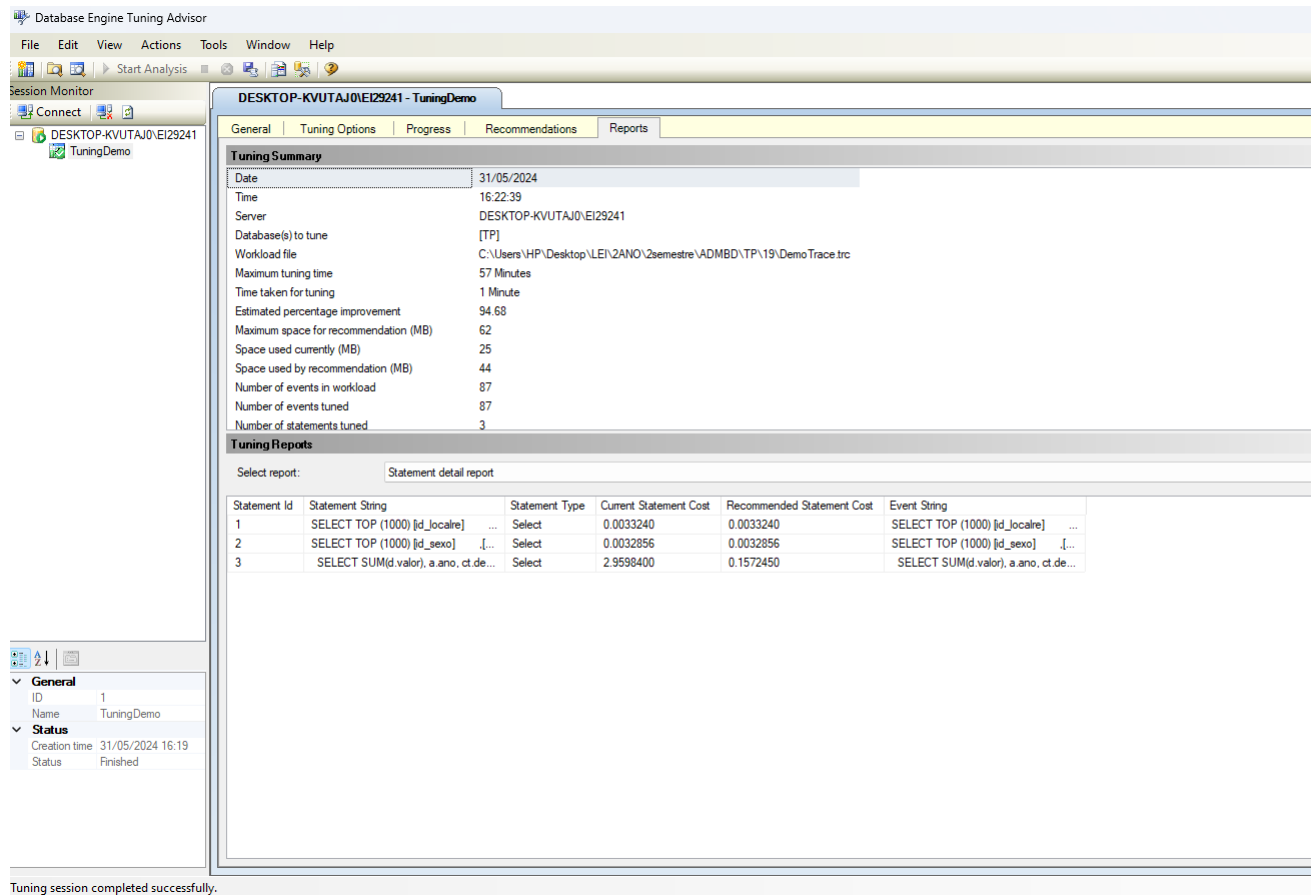 Database Engine Tuning Advisor
File Edit View Actions Tools Window Help
Start Analysis
Session Monitor
Connect
DESKTOP-KVUTAJ0\EI29241
TuningDemo
General
ID 1
Name TuningDemo
Status
Creation time 31/05/2024 16:19
Status Finished
DESKTOP-KVUTAJ0\EI29241 - TuningDemo
General Tuning Options Progress Recommendations Reports
Tuning Summary
Date 31/05/2024
Time 16:22:39
Server DESKTOP-KVUTAJ0\EI29241
Database(s) to tune [TP]
Workload file C:\Users\HP\Desktop\LEI\2ANO\2semestre\ADMBD\TP\19\DemoTrace.trc
Maximum tuning time 57 Minutes
Time taken for tuning 1 Minute
Estimated percentage improvement 94.68
Maximum space for recommendation (MB) 62
Space used currently (MB) 25
Space used by recommendation (MB) 44
Number of events in workload 87
Number of events tuned 87
Number of statements tuned 3
Tuning Reports
Select report: Statement detail report
Statement Id Statement String Statement Type Current Statement Cost Recommended Statement Cost Event String
1 SELECT TOP (1000) [id_localre] ... Select 0.0033240 0.0033240 SELECT TOP (1000) [id_localre] ...
2 SELECT TOP (1000) [id_sexo] ,[... Select 0.0032856 0.0032856 SELECT TOP (1000) [id_sexo] ,[...
3 SELECT SUM(d.valor), a.ano, ct.de... Select 2.9598400 0.1572450 SELECT SUM(d.valor), a.ano, ct.de...
Tuning session completed successfully.